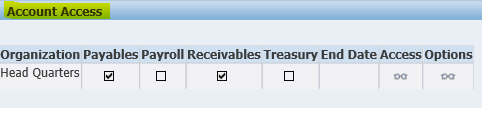 Account Access
Organization Payables Payroll Receivables Treasury End Date Access Options
Head Quarters